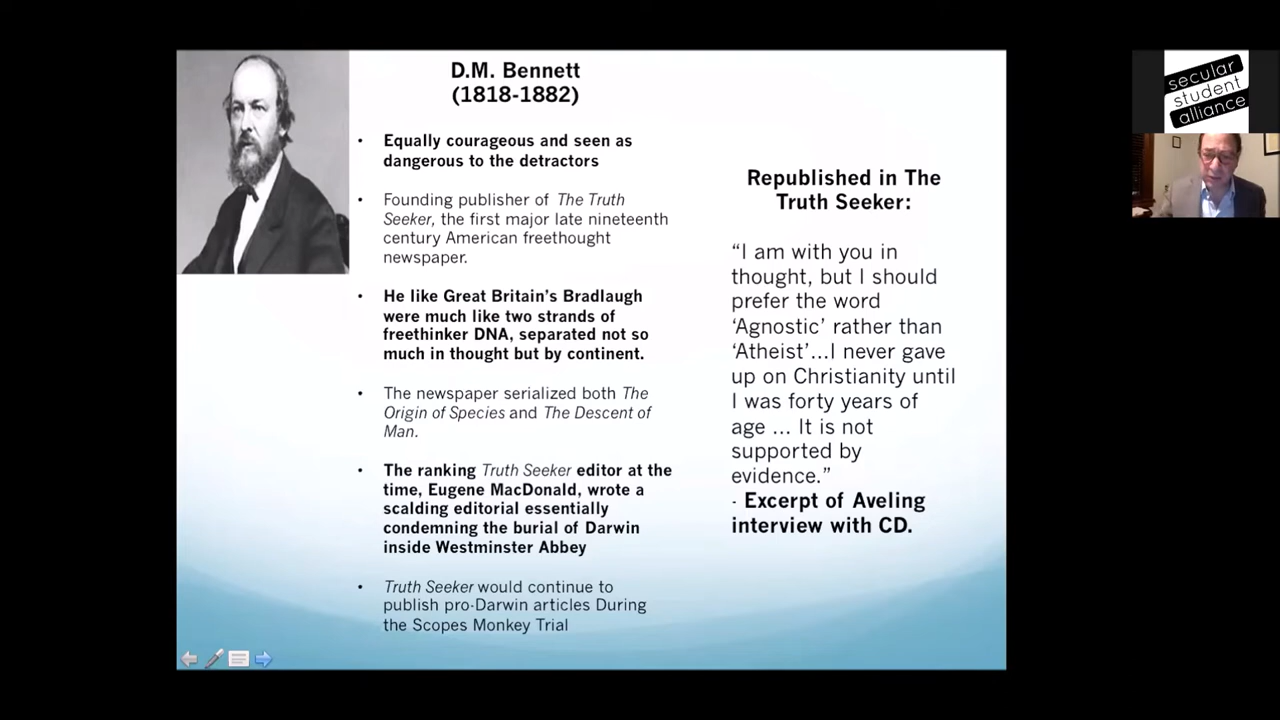 D.M. Bennett
(1818-1882)
• Equally courageous and seen as
dangerous to the detractors
• Founding publisher of The Truth
Seeker, the first major late nineteenth
century American freethought
newspaper.
• He like Great Britain's Bradlaugh
were much like two strands of
freethinker DNA, separated not so
much in thought but by continent.
• The newspaper serialized both The
Origin of Species and The Descent of
Man.
• The ranking Truth Seeker editor at the
time, Eugene MacDonald, wrote a
scalding editorial essentially
condemning the burial of Darwin
inside Westminster Abbey
• Truth Seeker would continue to
publish pro-Darwin articles During
the Scopes Monkey Trial
Republished in The
Truth Seeker:
“I am with you in
thought, but I should
prefer the word
‘Agnostic’ rather than
‘Atheist’...I never gave
up on Christianity until
I was forty years of
age ... It is not
supported by
evidence.”
- Excerpt of Aveling
interview with CD.
secular
student
alliance